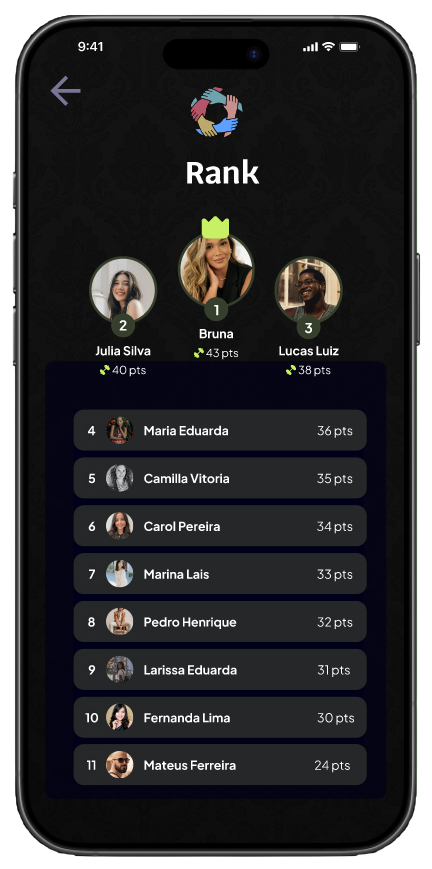 9:41
Rank
1
Bruna
43 pts
2
Julia Silva
40 pts
3
Lucas Luiz
38 pts
4 Maria Eduarda 36 pts
5 Camilla Vitoria 35 pts
6 Carol Pereira 34 pts
7 Marina Lais 33 pts
8 Pedro Henrique 32 pts
9 Larissa Eduarda 31 pts
10 Fernanda Lima 30 pts
11 Mateus Ferreira 24 pts